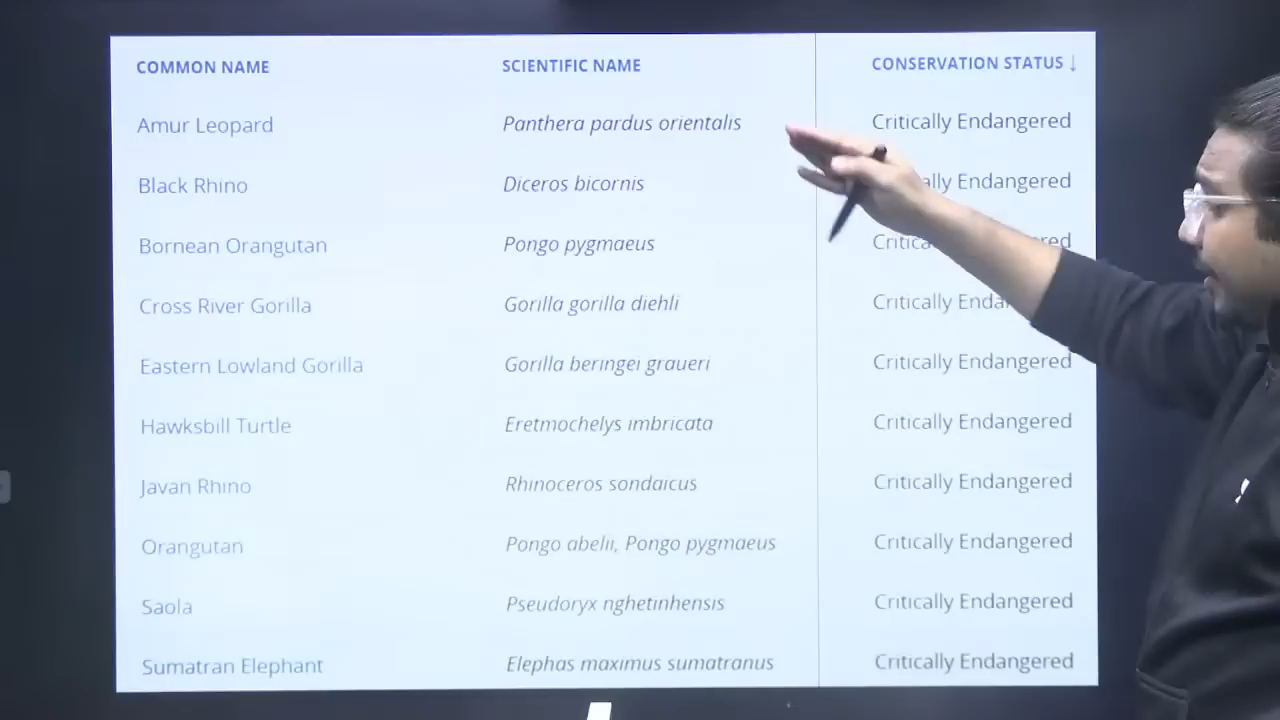 COMMON NAME SCIENTIFIC NAME CONSERVATION STATUS ↓
Amur Leopard Panthera pardus orientalis Critically Endangered
Black Rhino Diceros bicornis Endangered
Bornean Orangutan Pongo pygmaeus
Cross River Gorilla Gorilla gorilla diehli Critically
Eastern Lowland Gorilla Gorilla beringei graueri Critically Endangered
Hawksbill Turtle Eretmochelys imbricata Critically Endangered
Javan Rhino Rhinoceros sondaicus Critically Endangered
Orangutan Pongo abelii, Pongo pygmaeus Critically Endangered
Saola Pseudoryx nghetinhensis Critically Endangered
Sumatran Elephant Elephas maximus sumatranus Critically Endangered